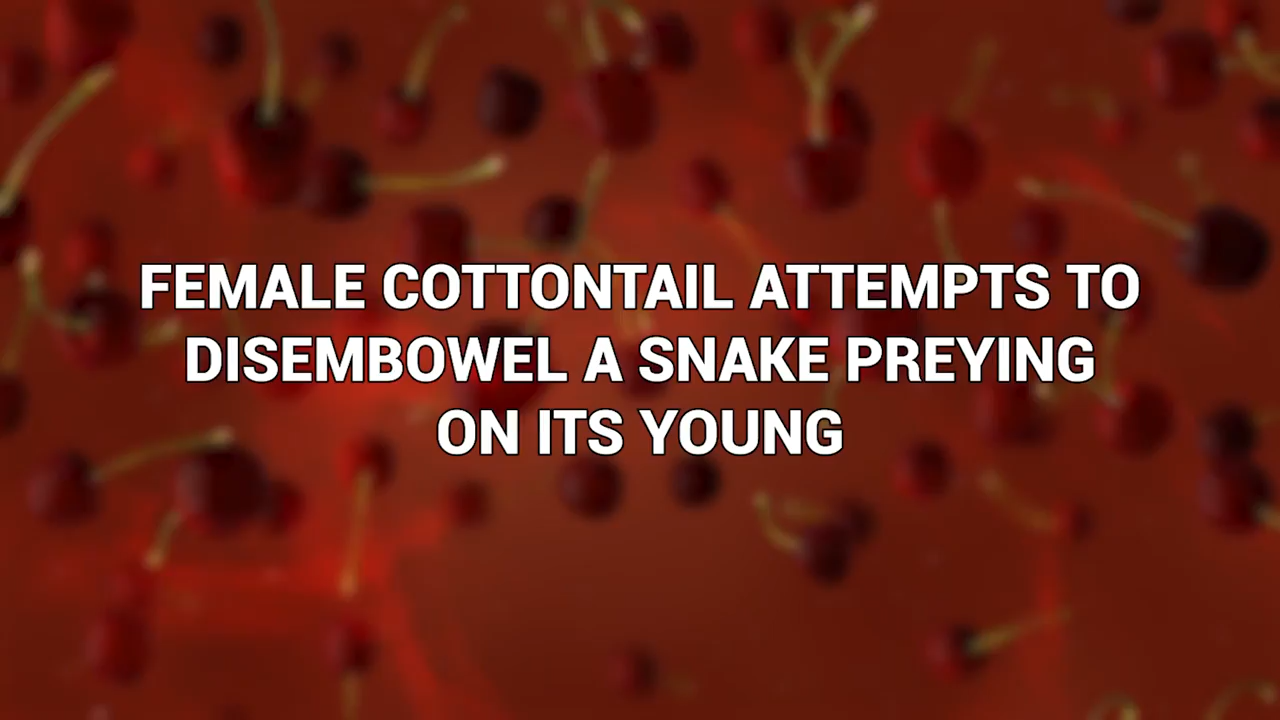 FEMALE COTTONTAIL ATTEMPTS TO
DISEMBOWEL A SNAKE PREYING
ON ITS YOUNG